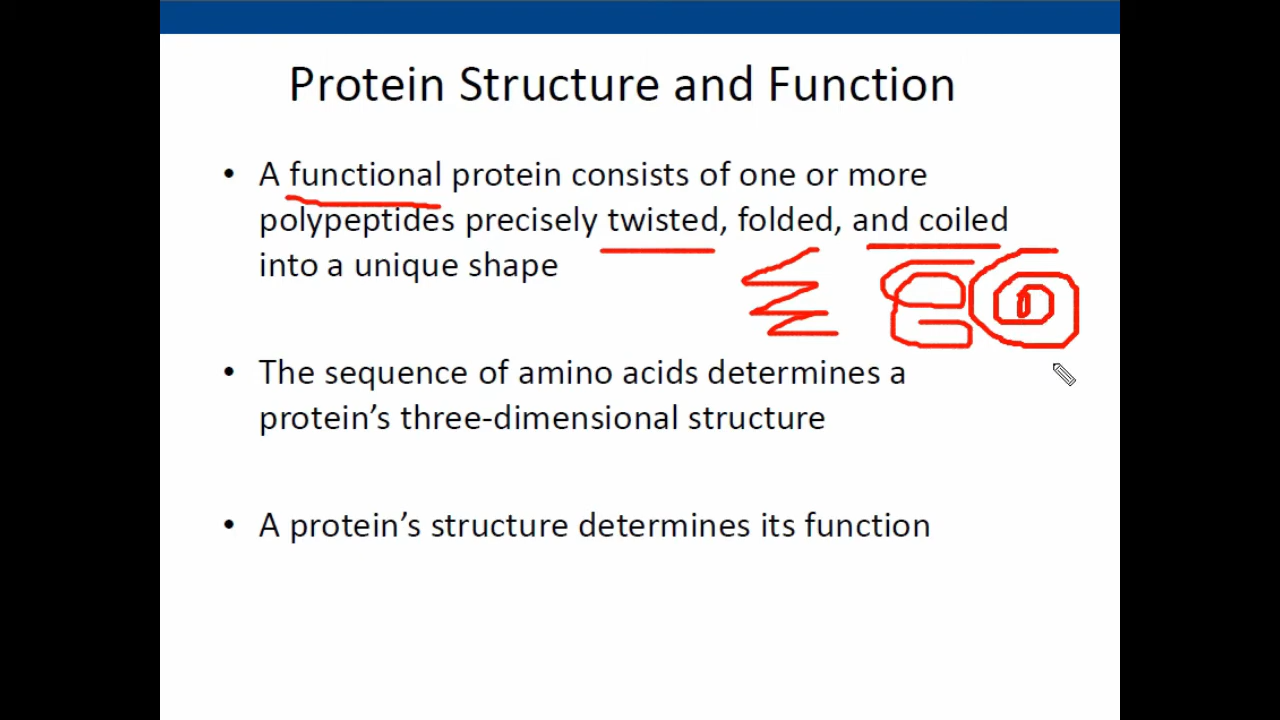 Protein Structure and Function
• A functional protein consists of one or more
polypeptides precisely twisted, folded, and coiled
into a unique shape
• The sequence of amino acids determines a
protein’s three-dimensional structure
• A protein’s structure determines its function